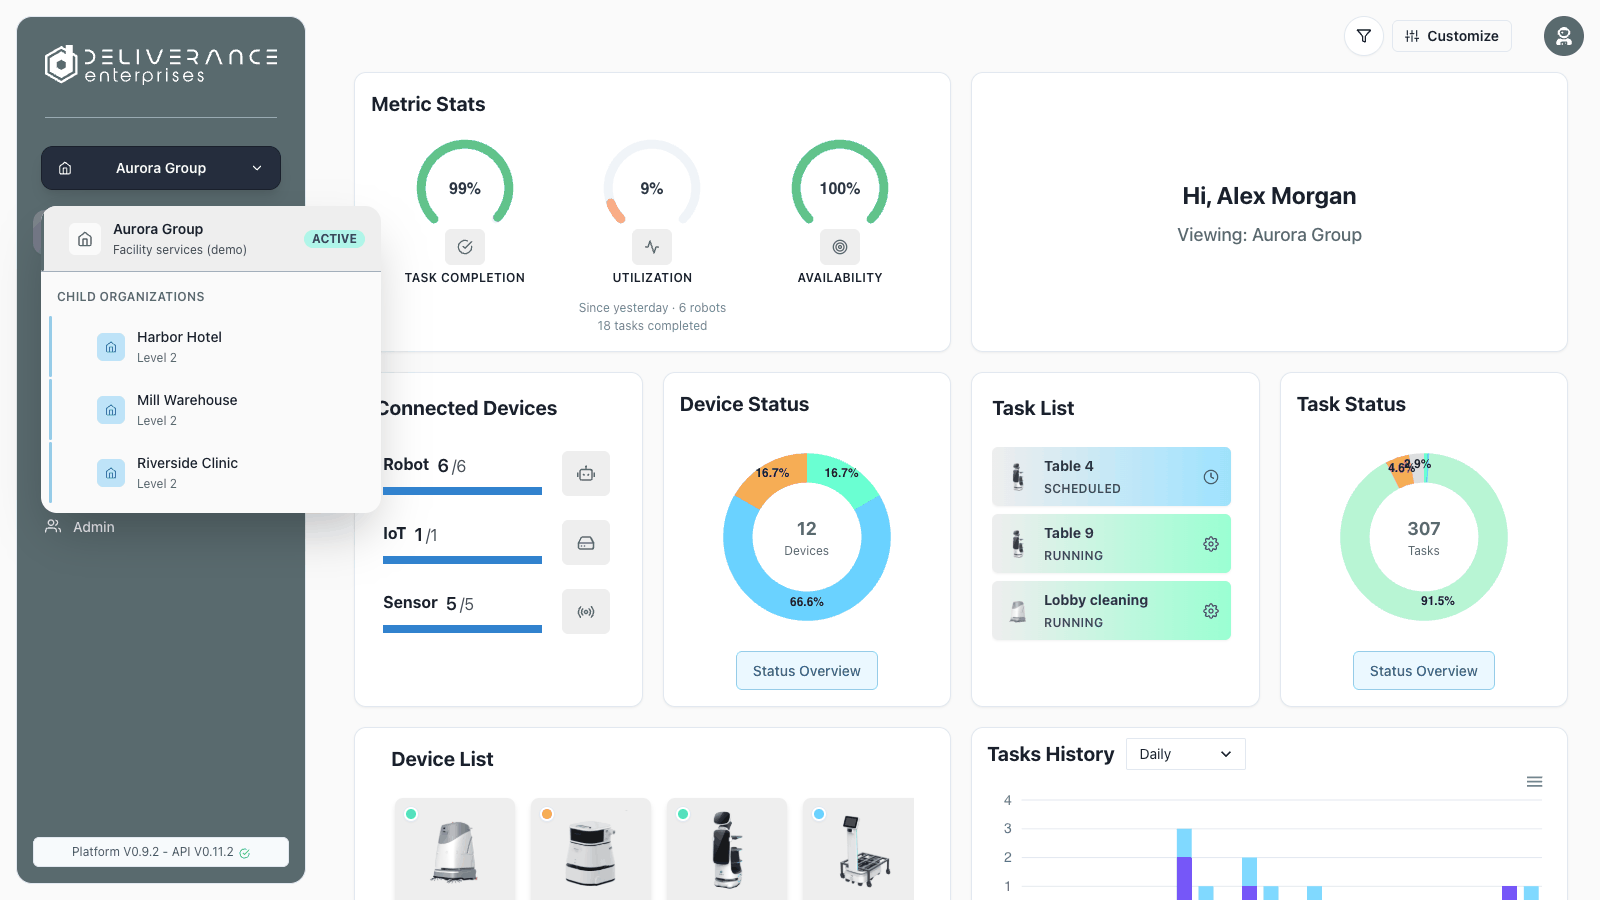 DELIVERANCE
enterprises
Aurora Group
Aurora Group
Facility services (demo)
ACTIVE
CHILD ORGANIZATIONS
Harbor Hotel
Level 2
Mill Warehouse
Level 2
Riverside Clinic
Level 2
Admin
Platform V0.9.2 - API V0.11.2
Customize
Metric Stats
99%
TASK COMPLETION
9%
UTILIZATION
100%
AVAILABILITY
Since yesterday · 6 robots
18 tasks completed
Hi, Alex Morgan
Viewing: Aurora Group
Connected Devices
Robot 6/6
IoT 1/1
Sensor 5/5
Device Status
16.7%
16.7%
12
Devices
66.6%
Status Overview
Task List
Table 4
SCHEDULED
Table 9
RUNNING
Lobby cleaning
RUNNING
Task Status
4.6%
2.9%
307
Tasks
91.5%
Status Overview
Device List
Tasks History
Daily
4
3
2
1